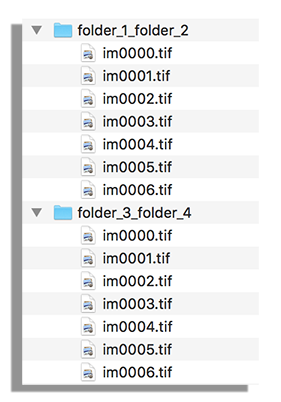 folder_1_folder_2
im0000.tif
im0001.tif
im0002.tif
im0003.tif
im0004.tif
im0005.tif
im0006.tif
folder_3_folder_4
im0000.tif
im0001.tif
im0002.tif
im0003.tif
im0004.tif
im0005.tif
im0006.tif